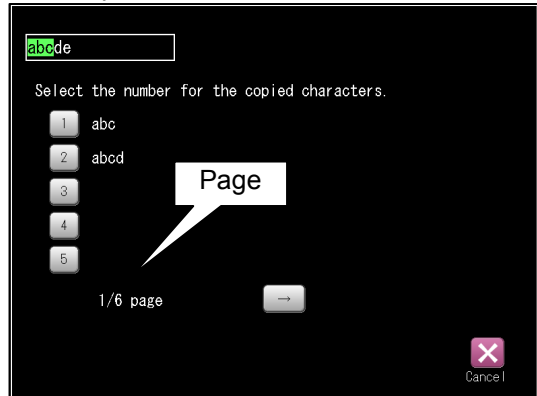 abcde
Select the number for the copied characters.
1 abc
2 abcd
Page
3
4
5
1/6 page →
Cancel